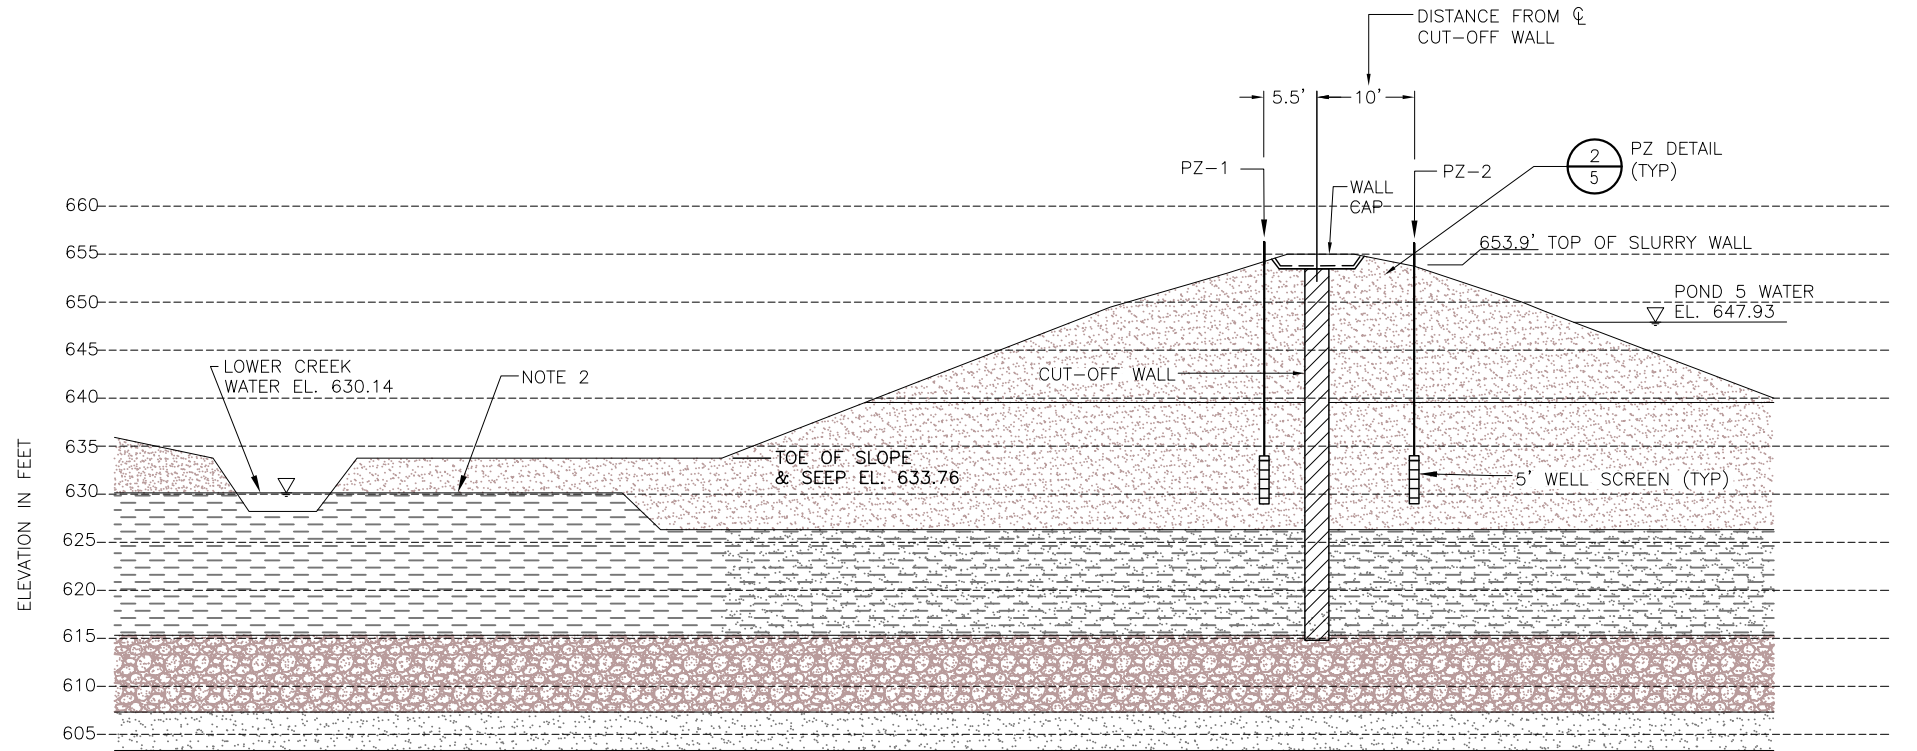 DISTANCE FROM ℄
CUT-OFF WALL
5.5'
10'
2
5
PZ DETAIL
(TYP)
PZ-1
PZ-2
WALL
CAP
653.9' TOP OF SLURRY WALL
POND 5 WATER
EL. 647.93
LOWER CREEK
WATER EL. 630.14
NOTE 2
CUT-OFF WALL
TOE OF SLOPE
& SEEP EL. 633.76
5' WELL SCREEN (TYP)
ELEVATION IN FEET
660
655
650
645
640
635
630
625
620
615
610
605